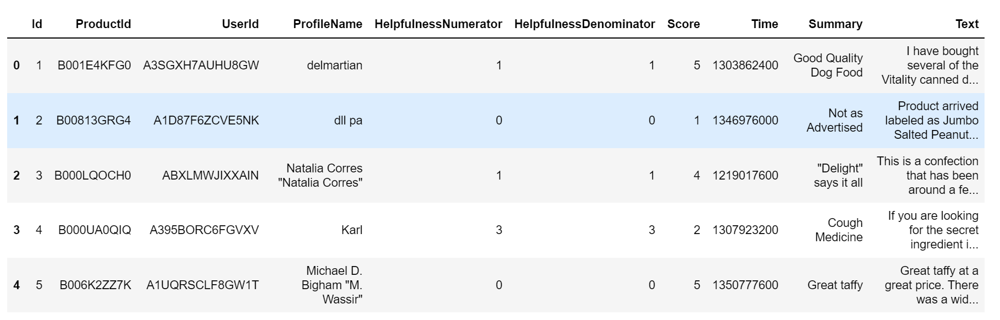 Id ProductId UserId ProfileName HelpfulnessNumerator HelpfulnessDenominator Score Time Summary Text
0 1 B001E4KFG0 A3SGXH7AUHU8GW delmartian 1 1 5 1303862400 Good Quality Dog Food I have bought several of the Vitality canned d...
1 2 B00813GRG4 A1D87F6ZCVE5NK dll pa 0 0 1 1346976000 Not as Advertised Product arrived labeled as Jumbo Salted Peanut...
2 3 B000LQOCH0 ABXLMWJIXXAIN Natalia Corres "Natalia Corres" 1 1 4 1219017600 "Delight" says it all This is a confection that has been around a fe...
3 4 B000UA0QIQ A395BORC6FGVXV Karl 3 3 2 1307923200 Cough Medicine If you are looking for the secret ingredient i...
4 5 B006K2ZZ7K A1UQRSCLF8GW1T Michael D. Bigham "M. Wassir" 0 0 5 1350777600 Great taffy Great taffy at a great price. There was a wid...